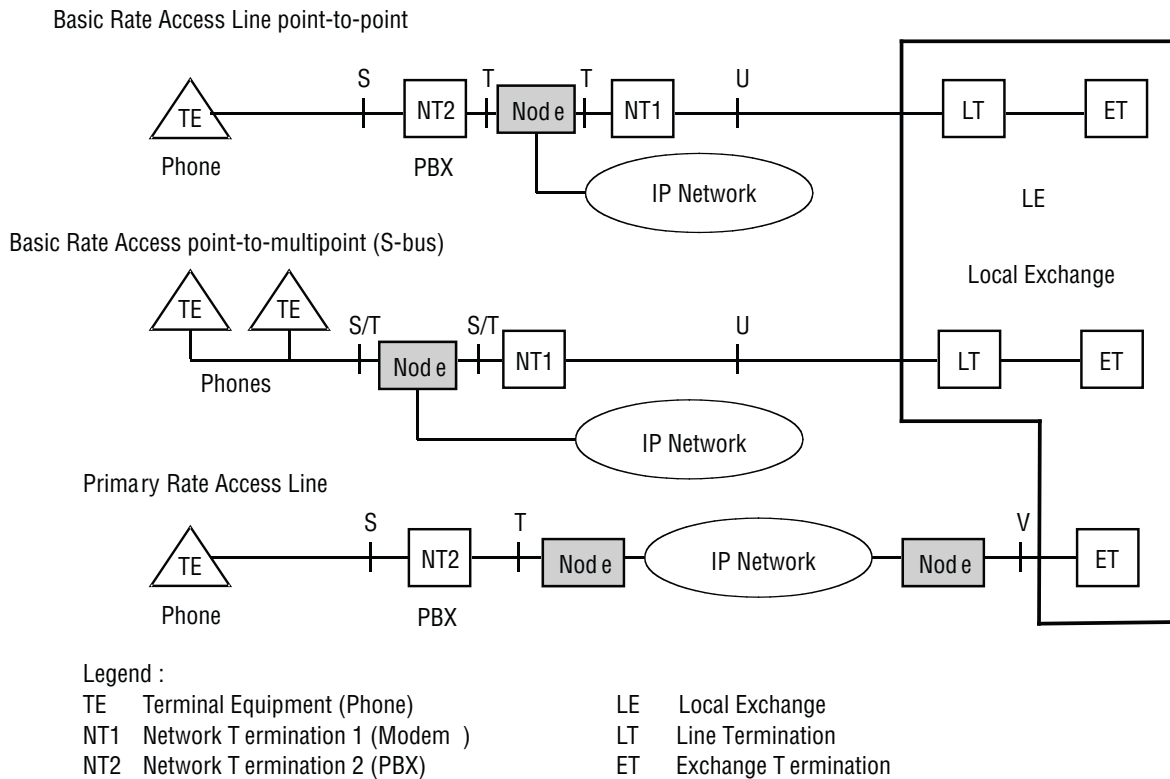 Basic Rate Access Line point-to-point
S T T U
TE NT2 Nod e NT1 LT ET
Phone PBX
IP Network LE
Basic Rate Access point-to-multipoint (S-bus)
Local Exchange
TE TE
S/T S/T U
Nod e NT1 LT ET
Phones
IP Network
Primary Rate Access Line
S T V
TE NT2 Nod e IP Network Nod e ET
Phone PBX
Legend :
TE Terminal Equipment (Phone) LE Local Exchange
NT1 Network T ermination 1 (Modem ) LT Line Termination
NT2 Network T ermination 2 (PBX) ET Exchange T ermination